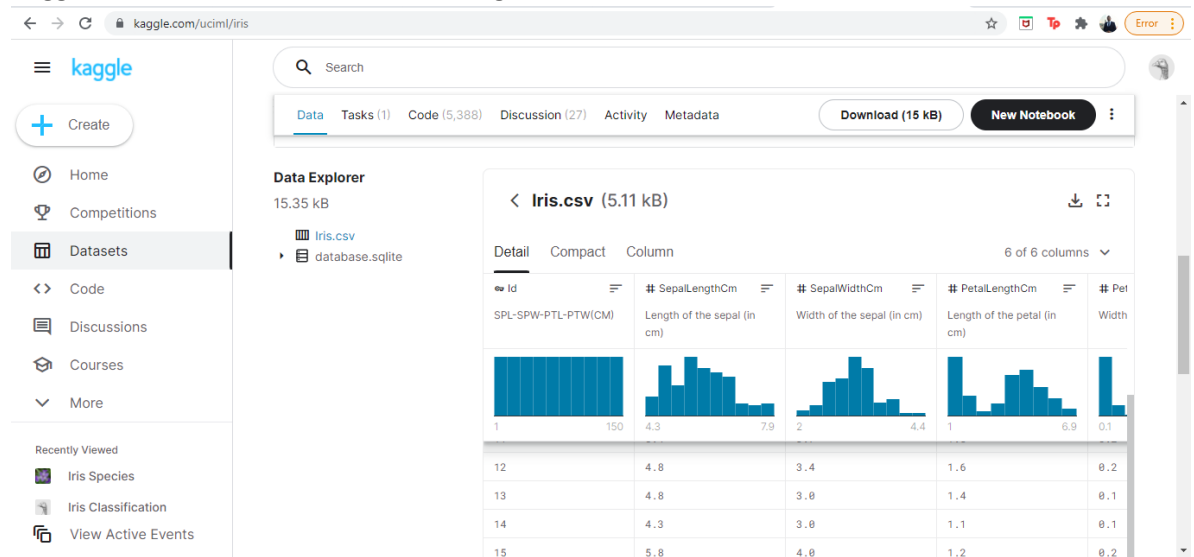 kaggle.com/uciml/iris
Error
kaggle
Search
Create
Data Tasks (1) Code (5,388) Discussion (27) Activity Metadata Download (15 kB) New Notebook
Home
Competitions
Datasets
Code
Discussions
Courses
More
Recently Viewed
Iris Species
Iris Classification
View Active Events
Data Explorer
15.35 kB
Iris.csv
database.sqlite
Iris.csv (5.11 kB)
Detail Compact Column 6 of 6 columns
Id # SepalLengthCm # SepalWidthCm # PetalLengthCm # Pet
SPL-SPW-PTL-PTW(CM) Length of the sepal (in cm) Width of the sepal (in cm) Length of the petal (in cm) Width
1 150 4.3 7.9 2 4.4 1 6.9 0.1
12 4.8 3.4 1.6 0.2
13 4.8 3.0 1.4 0.1
14 4.3 3.0 1.1 0.1
15 5.8 4.0 1.2 0.2